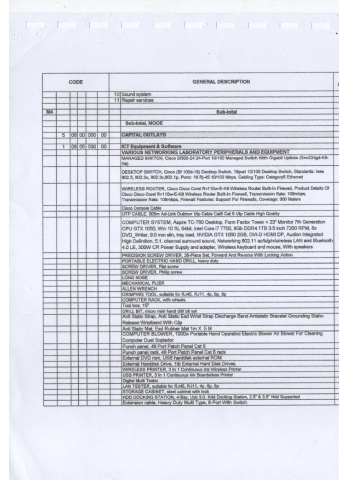 CODE GENERAL DESCRIPTION
10 Sound system
11 Repair services
M4 Sub-total
Sub-total, MODE
5 06 00 000 00 CAPITAL OUTLAYS
1 06 05 030 00 ICT Equipment & Software
VARIOUS NETWORKING LABORATORY PERIPHERALS AND EQUIPMENT
MANAGED SWITCH, Cisco Sf300-24 24-Port 10/100 Managed Switch With Gigabit Uplinks (Srw224g4-K9-
Na)
DESKTOP SWITCH, Cisco (Sf 100d-16) Desktop Switch, 16port 10/100 Desktop Switch, Standards: Ieee
802.3, 802.3u, 802.3x,802.1p, Ports: 16 Rj-45 10/100 Mbps, Cabling Type: Category5 Ethernet
WIRELESS ROUTER, Cisco Cisco Rv110w-E-K9 Wireless Router Built-In Firewall, Product Details Of
Cisco Cisco Rv110w-E-K9 Wireless Router Built-In Firewall, Transmission Rate: 108mbps,
Transmission Rate: 108mbps, Firewall Features: Support For Firewalls, Coverage: 300 Meters
Cisco Console Cable
UTP CABLE, 305m Ad-Link Outdoor Utp Cable Cat6 Cat 6 Utp Cable High Quality
COMPUTER SYSTEM, Aspire TC-780 Desktop, Form Factor Tower + 23" Monitor 7th Generation
CPU GTX 1050, Win 10 SL 64bit, intel Core i7 7700, 8Gb DDR4 1TB 3.5 inch 7200 RPM, 8x
DVD_Writer, 9.0 mm slim, tray load, NVIDIA GTX 1050 2GB, DVI-D HDMI DP, Audion integrated
High Definition, 5.1 channel surround sound, Networking 802.11 ac/b/g/n wireless LAN and Bluetooth
4.0 LE, 300W CR Power Supply and adapter. Wireless keyboard and mouse, With speakers
PRECISION SCREW DRIVER, 38-Piece Set, Forward And Reverse With Locking Action
PORTABLE ELECTRIC HAND DRILL, heavy duty
SCREW DRIVER, Flat screw
SCREW DRIVER, Philip screw
LONG NOSE
MECHANICAL PLIER
ALLEN WRENCH
CRIMPING TOOL, suitable for RJ45, RJ11, 4p, 6p, 8p
COMPUTER RACK, with wheels
Tool box, 15"
DRILL BIT, micro mini hand drill bit set
Anti Static Strap, Anti Static Esd Wrist Strap Discharge Band Antistatic Bracelet Grounding Static-
Release Wristband With Clip
Anti Static Mat, Esd Rubber Mat 1m X .5 M
COMPUTER BLOWER, 1000w Portable Hand Operated Electric Blower Air Blower For Cleaning
Computer Dust Sopledor
Punch panel, 48 Port Patch Panel Cat 6
Punch panel rack, 48 Port Patch Panel Cat 6 rack
External DVD rom, USB harddisk external ROM
External Harddisk Drive, 1tb External Hard Disk Drives
WIRELESS PRINTER, 3 In 1 Continuous Ink Wireless Printer
USB PRINTER, 3 In 1 Continuous Ink Boarderless Printer
Digital Multi Tester
LAN TESTER, suitable for RJ45, RJ11, 4p, 6p, 8p
STORAGE CABINET, steel cabinet with lock
HDD DOCKING STATION, 4-Bay, Usb 3.0, Hdd Docking Station, 2.5" & 3.5" Hdd Supported
Extension cable, Heavy Duty Multi Type, 6-Port With Switch